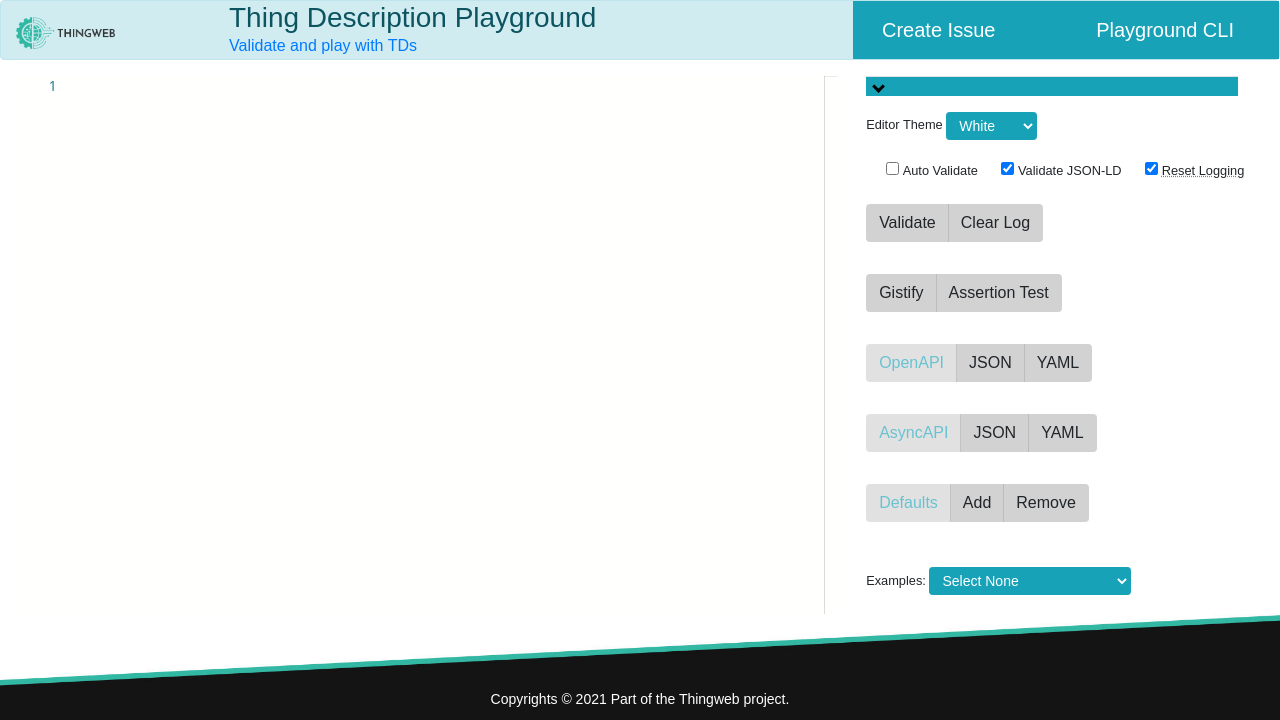 THINGWEB
Thing Description Playground
Validate and play with TDs
Create Issue
Playground CLI
1
Editor Theme White
Auto Validate Validate JSON-LD Reset Logging
Validate Clear Log
Gistify Assertion Test
OpenAPI JSON YAML
AsyncAPI JSON YAML
Defaults Add Remove
Examples: Select None
Copyrights © 2021 Part of the Thingweb project.